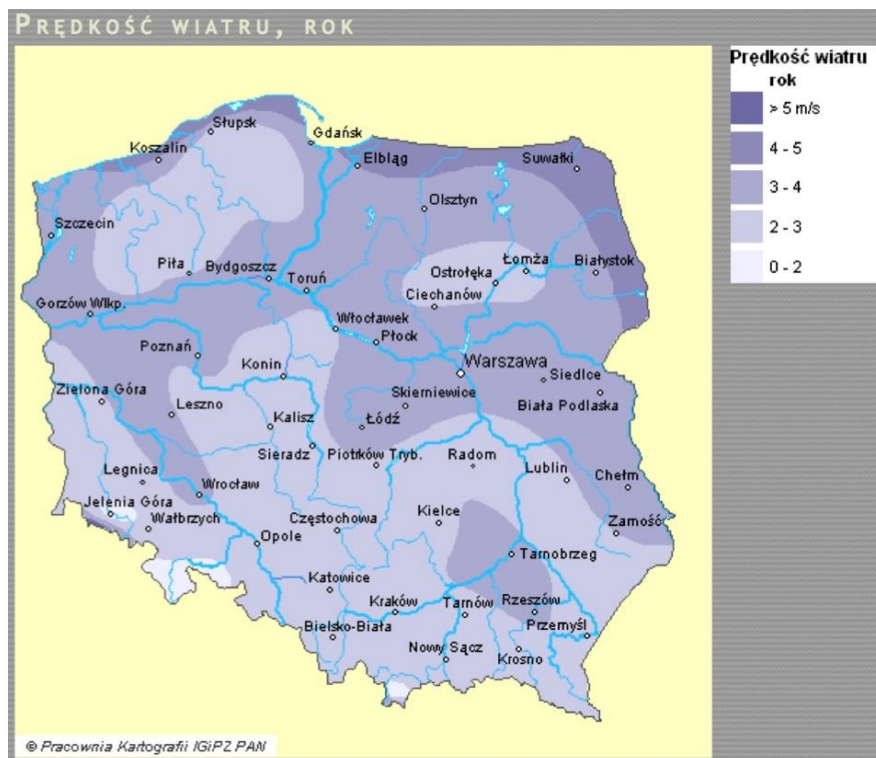 PRĘDKOŚĆ WIATRU, ROK
Prędkość wiatru
rok
> 5 m/s
4 - 5
3 - 4
2 - 3
0 - 2
Słupsk
Gdańsk
Koszalin
Elbląg
Suwałki
Olsztyn
Szczecin
Piła
Bydgoszcz
Toruń
Ostrołęka
Łomża
Białystok
Ciechanów
Gorzów Wlkp.
Włocławek
Płock
Poznań
Konin
Warszawa
Siedlce
Zielona Góra
Leszno
Skierniewice
Biała Podlaska
Kalisz
Łódź
Sieradz
Piotrków Tryb.
Radom
Lublin
Chełm
Legnica
Wrocław
Jelenia Góra
Wałbrzych
Częstochowa
Kielce
Zamość
Opole
Tarnobrzeg
Katowice
Kraków
Tarnów
Rzeszów
Przemyśl
Bielsko-Biała
Nowy Sącz
Krosno
© Pracownia Kartografii IGiPZ PAN